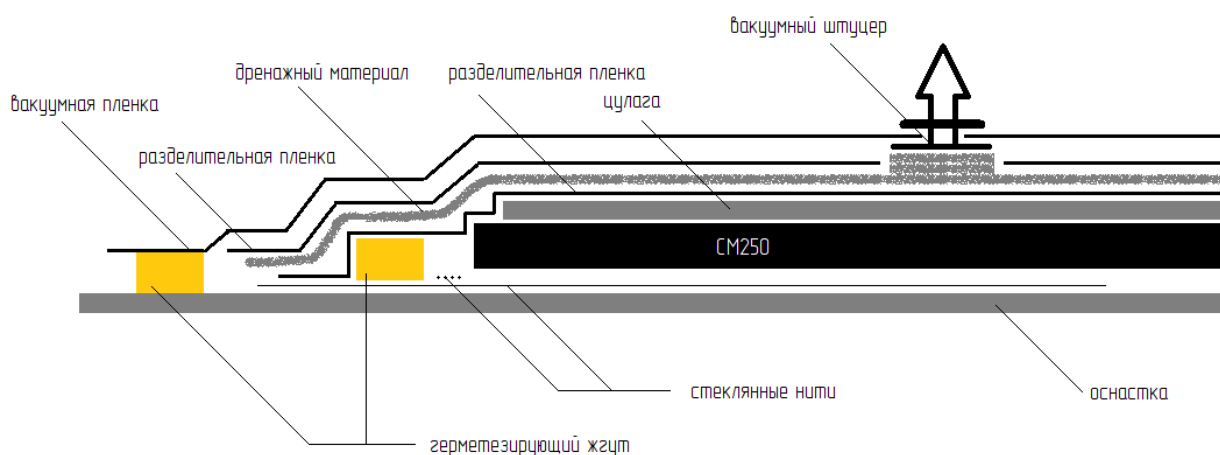 вакуумный штуцер
дренажный материал
разделительная пленка
вакуумная пленка
цулага
разделительная пленка
СМ250
стеклянные нити
оснастка
герметезирующий жгут